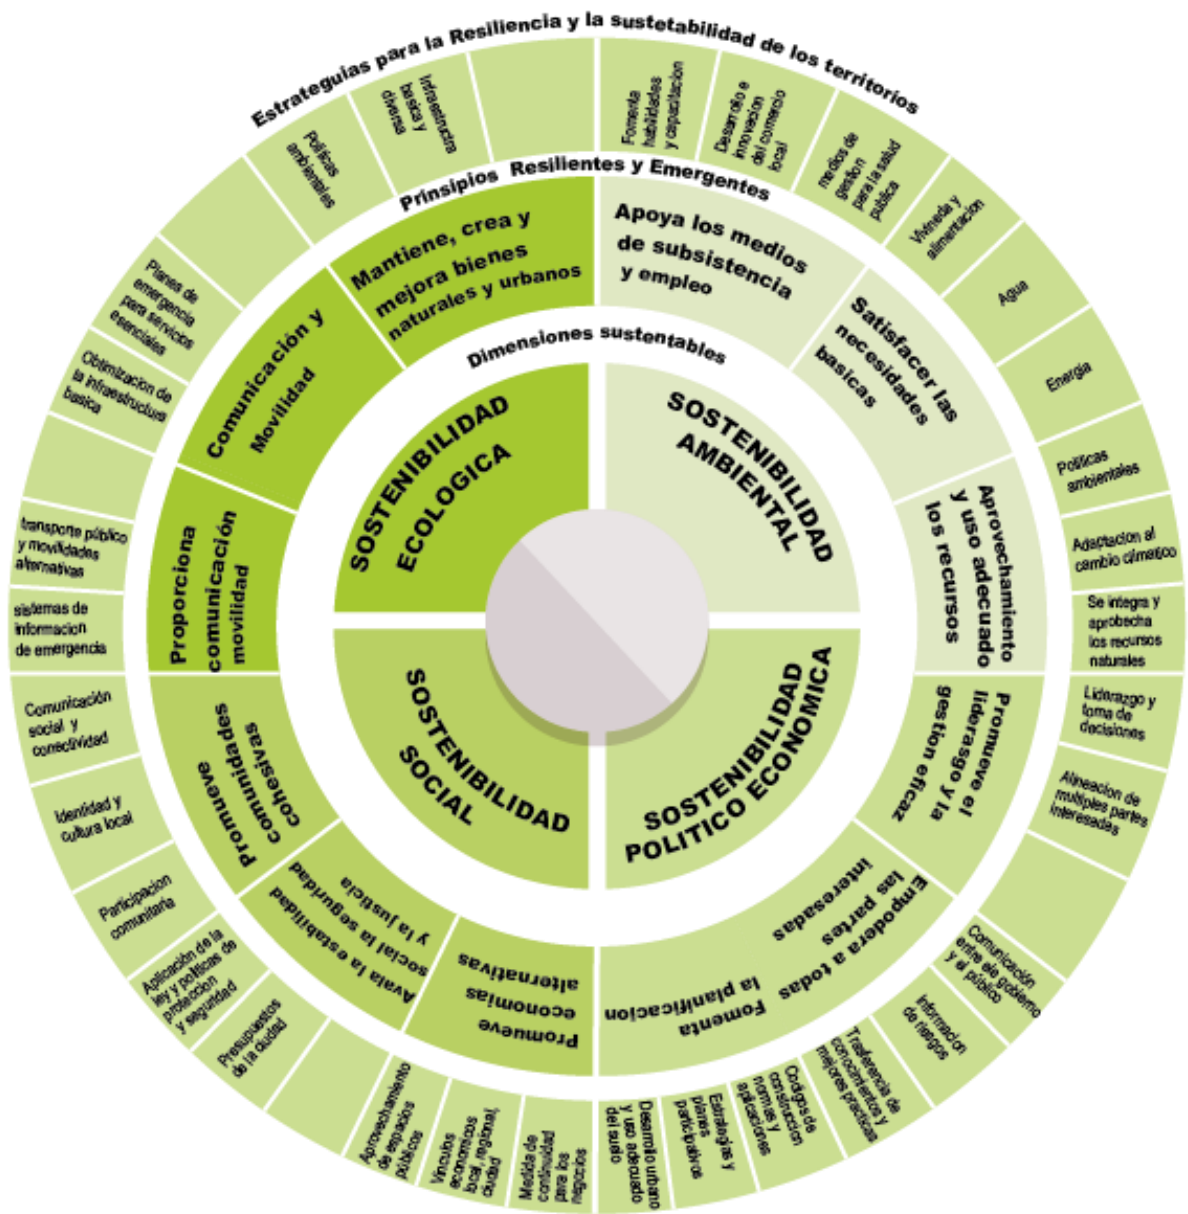 Estrateguias para la Resiliencia y la sustetabilidad de los territorios
Fomenta
habilidades
y capacitacion
Desarrollo e
innovacion
del comercio
local
medios de
gestion
para la salud
pública
Vivineda y
alimentacion
Agua
Energia
Politicas
ambientales
Adaptacion al
cambio climatico
Se integra y
aprobecha
los recursos
naturales
Liderazgo y
toma de
decisiones
Alineacion de
multiples partes
interesadas
Comunicación
entre ele gobierno
y el público
Informacion
de riesgos
Trasferencia de
conocimientos y
mejores practicas
Codigos de
construccion
normas y
aplicaciones
Estrategias y
planes
participativos
Desarrollo urbano
y uso adecuado
del suelo
Medida de
continuidad
para los
negocios
Vinculos
economicos
local, regional,
ciudad
Aprovechamiento
de espacios
públicos
Presupuestos
de la ciudad
Aplicación de la
ley y politicas de
proteccion
y seguridad
Participacion
comunitaria
Identidad y
cultura local
Comunicación
social y
conectividad
sistemas de
informacion
de emergencia
transporte público
y movilidades
alternativas
Obtimizacion de
la infraestructura
basica
Planes de
emergencia
para servicios
esenciales
politicas
ambientales
Infraestructra
basica y
diversa
Prinsipios Resilientes y Emergentes
Apoya los medios
de subsistencia
y empleo
Satisfacer las
necesidades
basicas
Aprovechamiento
y uso adecuado
los recursos
Promueve el
liderasgo y la
gestion eficaz
Empodera a todas
las partes
interesadas
Fomenta
la planificacion
Promueve
economias
alternativas
Avala la estabilidad
social la seguridad
y la justicia
Promueve
comunidades
cohesivas
Proporciona
comunicación
movilidad
Comunicación y
Movilidad
Mantiene, crea y
mejora bienes
naturales y urbanos
Dimensiones sustentables
SOSTENIBILIDAD
ECOLOGICA
SOSTENIBILIDAD
AMBIENTAL
SOSTENIBILIDAD
POLITICO ECONOMICA
SOSTENIBILIDAD
SOCIAL